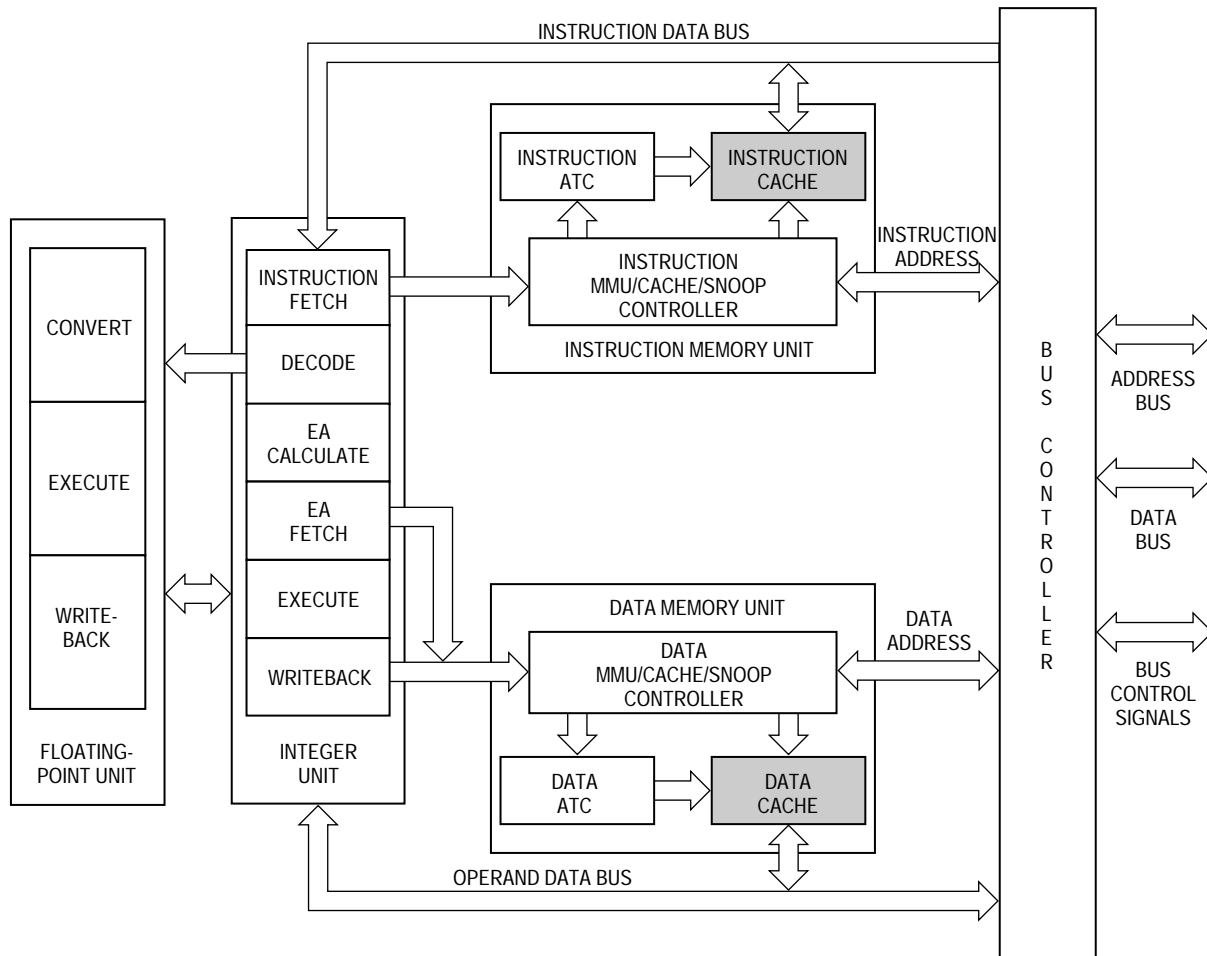 INSTRUCTION DATA BUS
INSTRUCTION
ATC
INSTRUCTION
CACHE
INSTRUCTION
MMU/CACHE/SNOOP
CONTROLLER
INSTRUCTION MEMORY UNIT
INSTRUCTION
ADDRESS
CONVERT
EXECUTE
WRITE-
BACK
FLOATING-
POINT UNIT
INSTRUCTION
FETCH
DECODE
EA
CALCULATE
EA
FETCH
EXECUTE
WRITEBACK
INTEGER
UNIT
DATA MEMORY UNIT
DATA
MMU/CACHE/SNOOP
CONTROLLER
DATA
ATC
DATA
CACHE
DATA
ADDRESS
OPERAND DATA BUS
BUS CONTROLLER
ADDRESS
BUS
DATA
BUS
BUS
CONTROL
SIGNALS